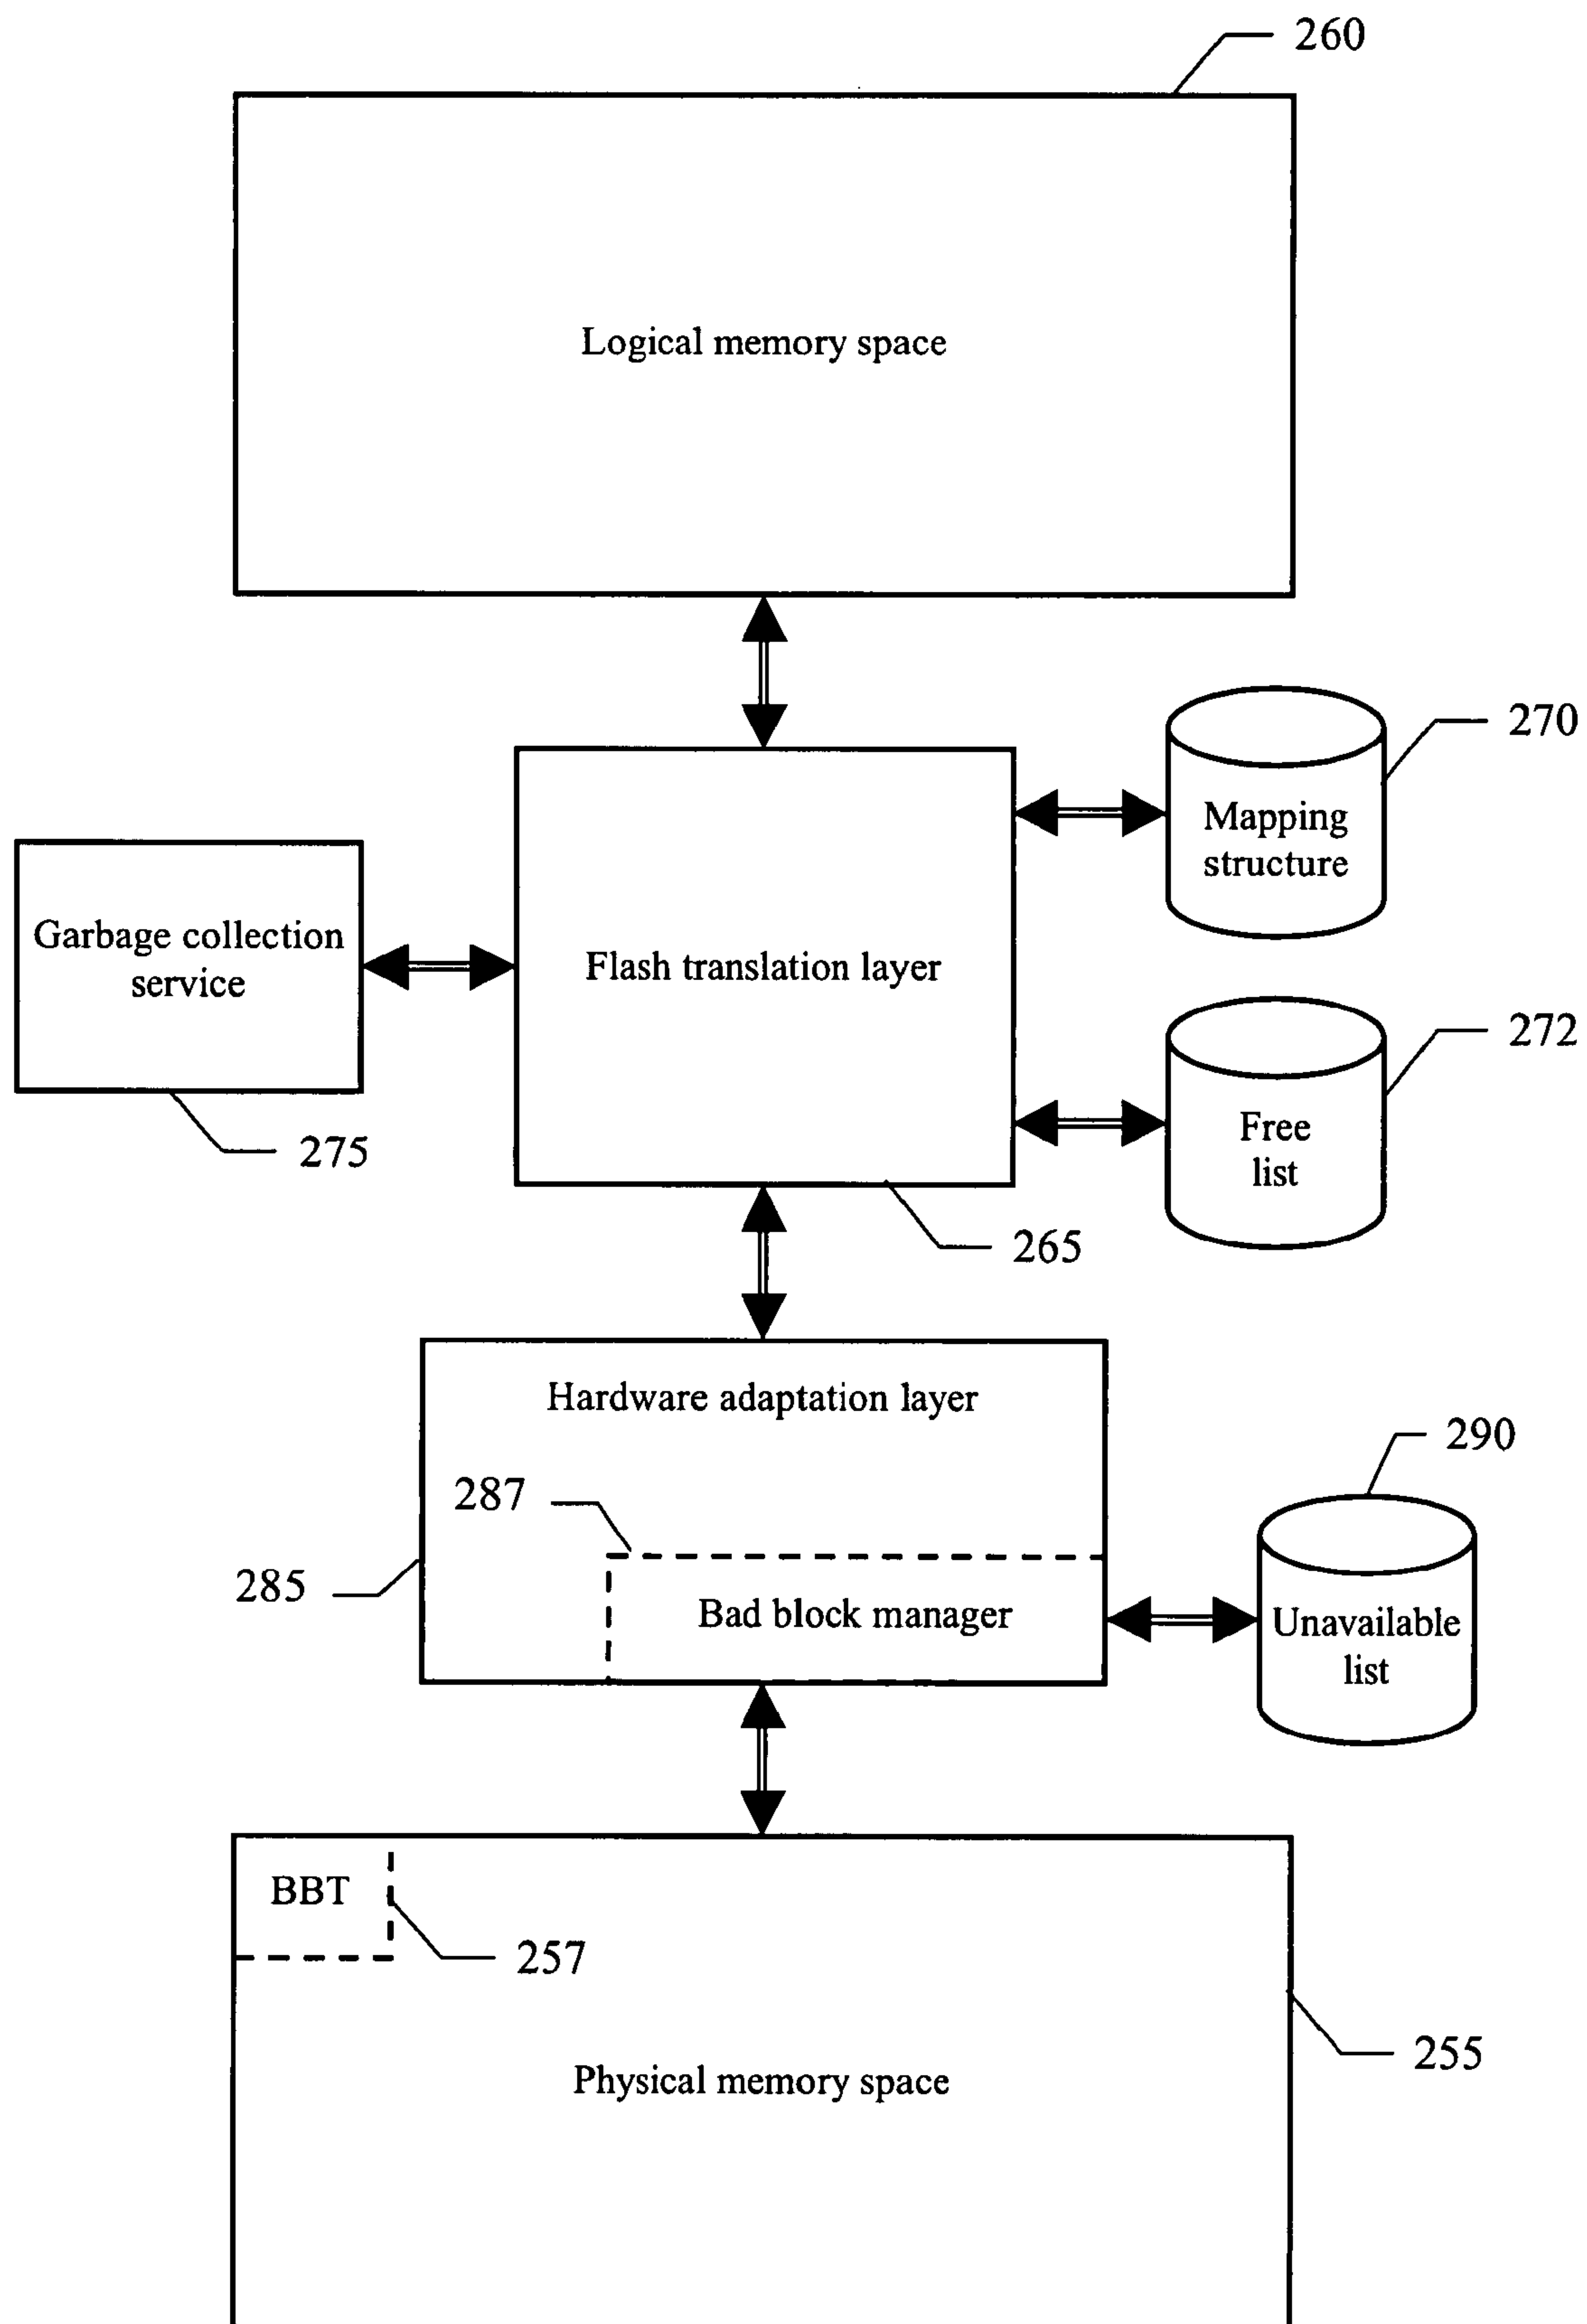 260
Logical memory space
270
Mapping
structure
Garbage collection
service
Flash translation layer
272
Free
list
275
265
Hardware adaptation layer
290
287
285
Bad block manager
Unavailable
list
BBT
257
255
Physical memory space